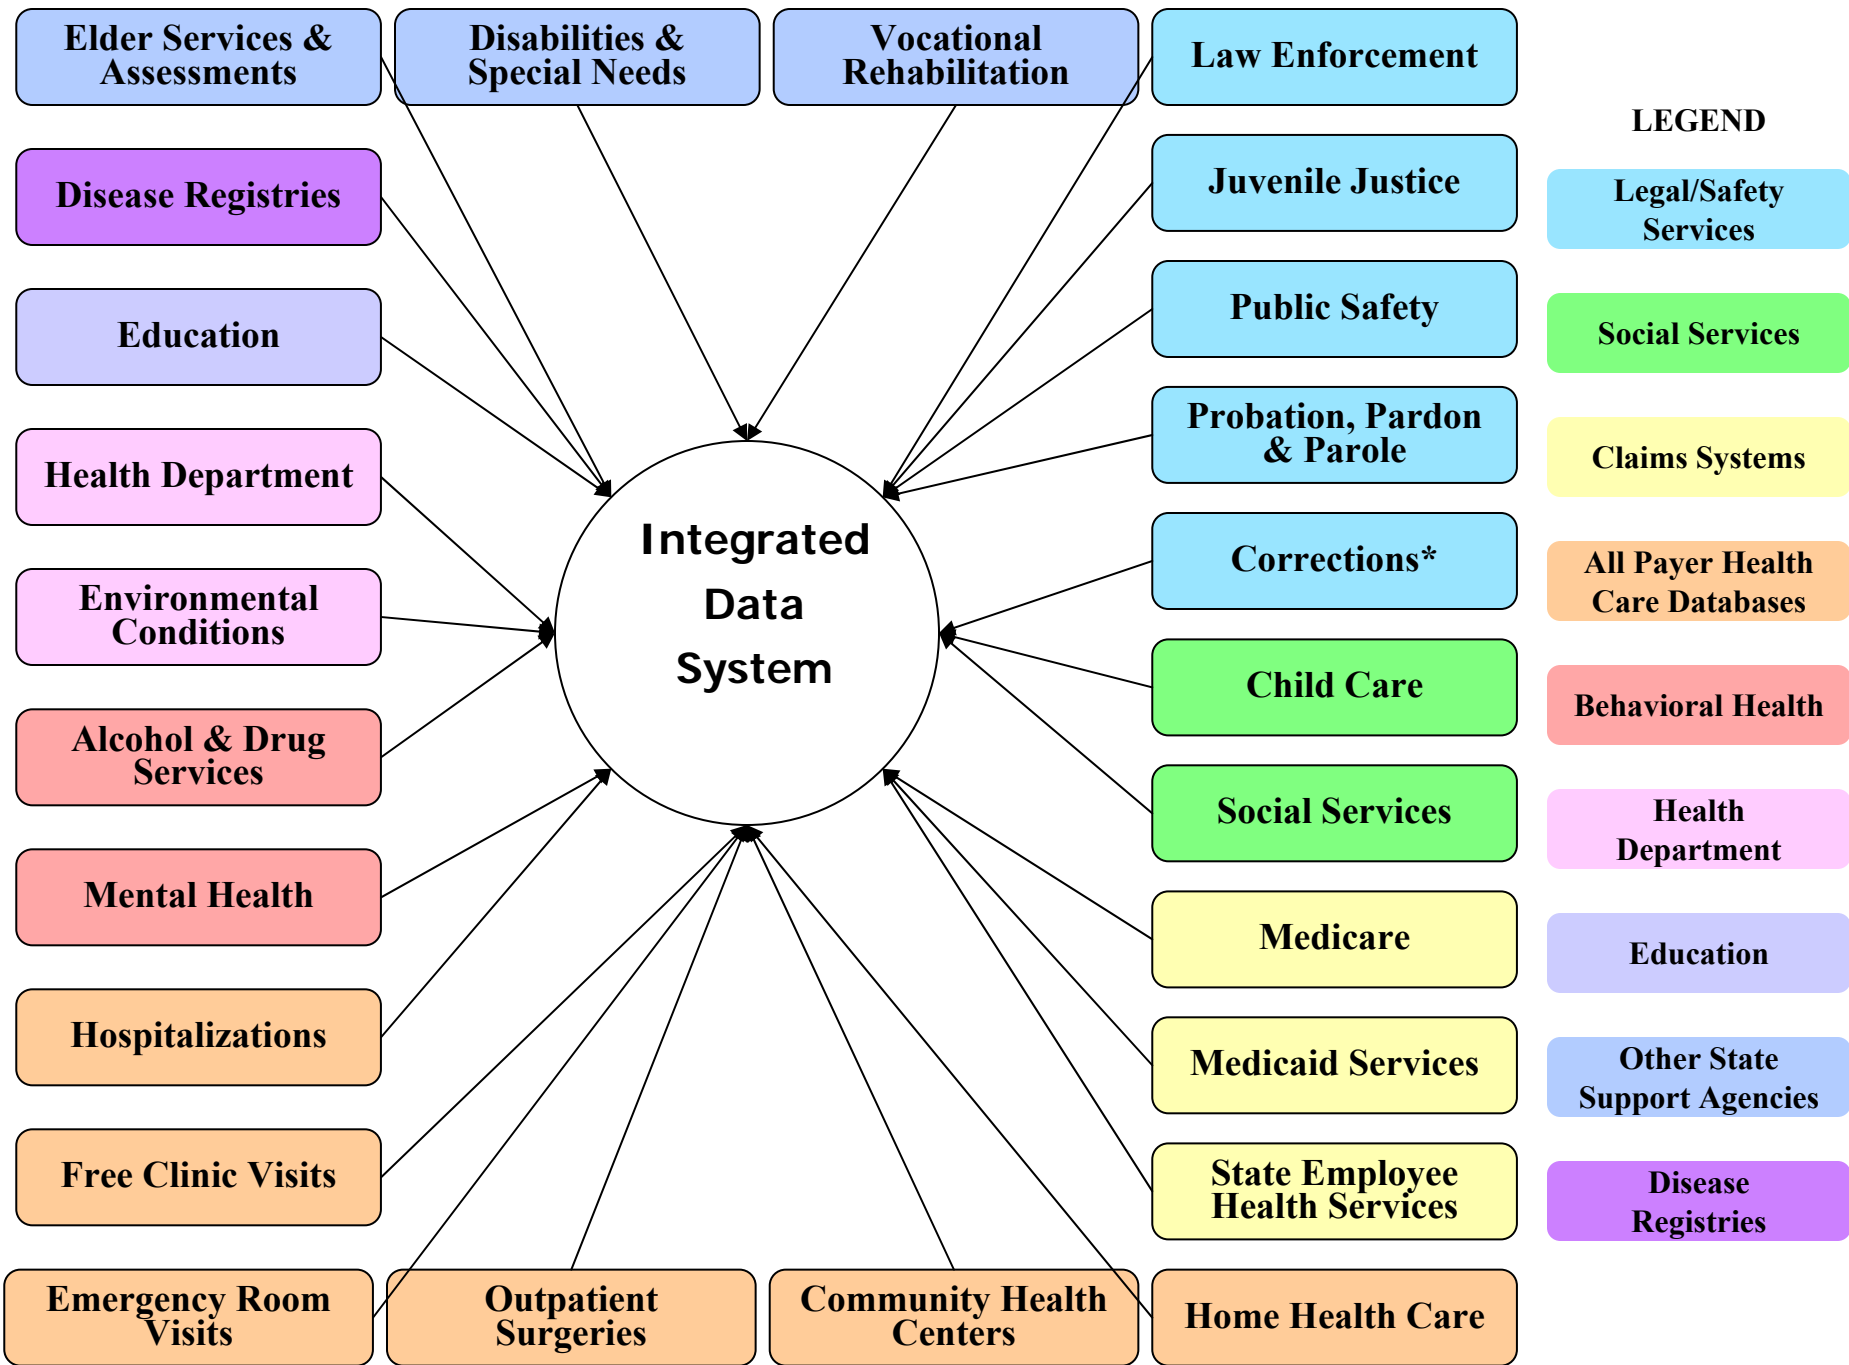 Elder Services &
Assessments
Disabilities &
Special Needs
Vocational
Rehabilitation
Law Enforcement
Disease Registries
Education
Health Department
Environmental
Conditions
Alcohol & Drug
Services
Mental Health
Hospitalizations
Free Clinic Visits
Emergency Room
Visits
Outpatient
Surgeries
Community Health
Centers
Home Health Care
Integrated
Data
System
Juvenile Justice
Public Safety
Probation, Pardon
& Parole
Corrections*
Child Care
Social Services
Medicare
Medicaid Services
State Employee
Health Services
LEGEND
Legal/Safety
Services
Social Services
Claims Systems
All Payer Health
Care Databases
Behavioral Health
Health
Department
Education
Other State
Support Agencies
Disease
Registries